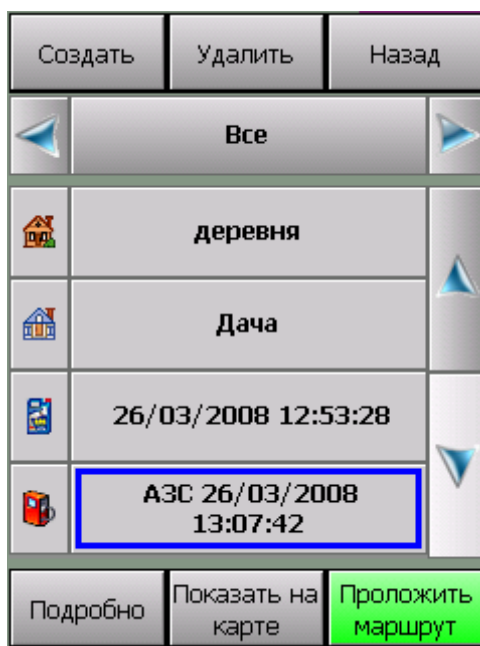 Создать Удалить Назад
Все
деревня
Дача
26/03/2008 12:53:28
АЗС 26/03/2008
13:07:42
Подробно
Показать на
карте
Проложить
маршрут